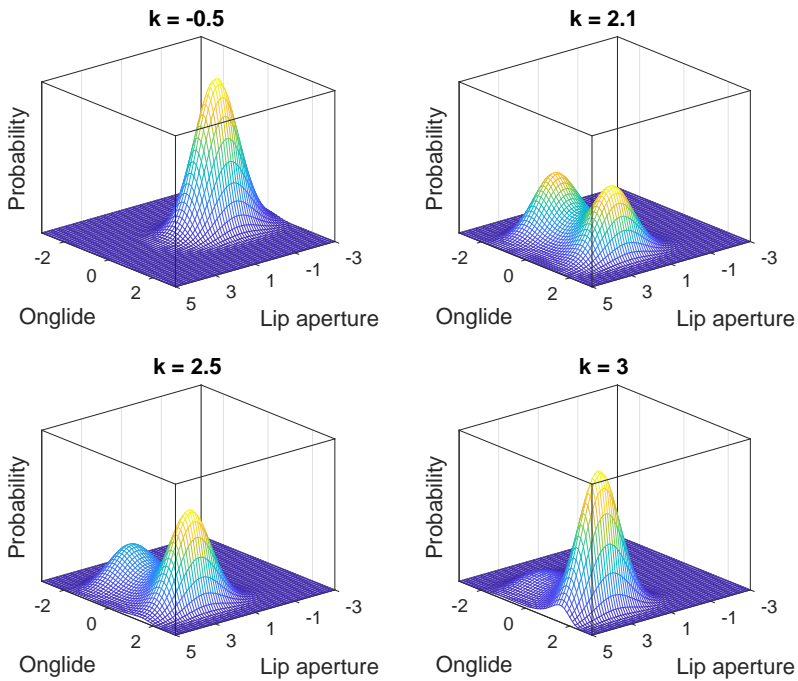 k = -0.5
Probability
-2
0
2
Onglide
5
3
1
-1
-3
Lip aperture
k = 2.1
Probability
-2
0
2
Onglide
5
3
1
-1
-3
Lip aperture
k = 2.5
Probability
-2
0
2
Onglide
5
3
1
-1
-3
Lip aperture
k = 3
Probability
-2
0
2
Onglide
5
3
1
-1
-3
Lip aperture